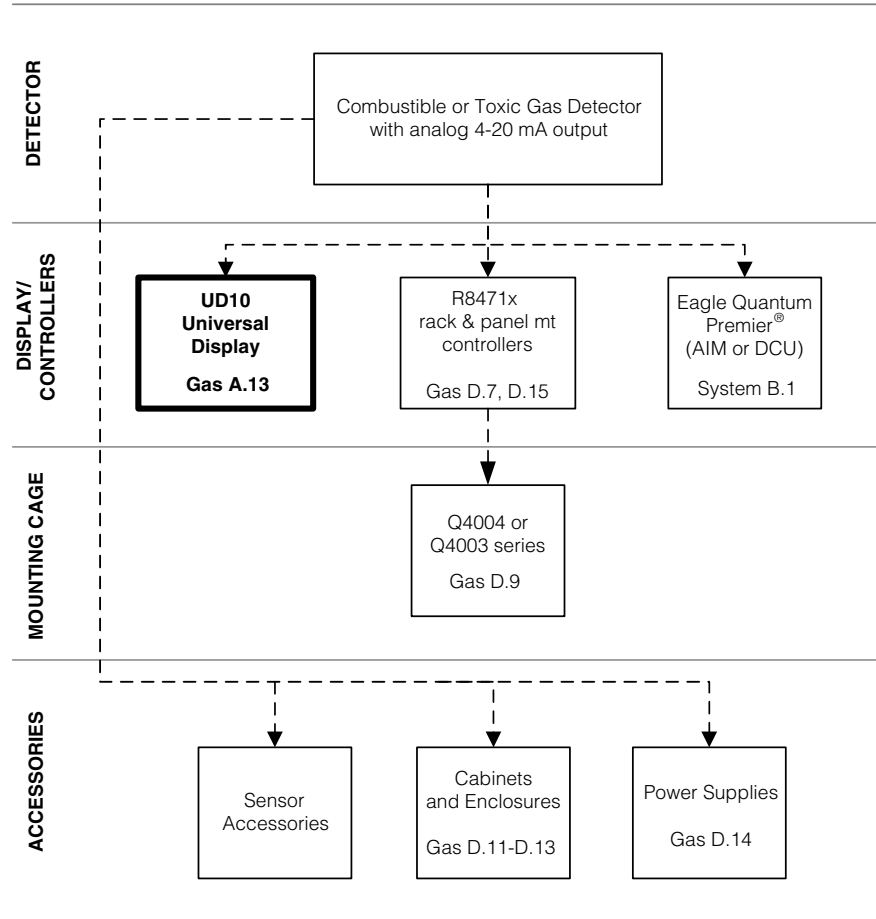 DETECTOR
Combustible or Toxic Gas Detector
with analog 4-20 mA output
DISPLAY/
CONTROLLERS
UD10
Universal
Display
Gas A.13
R8471x
rack & panel mt
controllers
Gas D.7, D.15
Eagle Quantum
Premier®
(AIM or DCU)
System B.1
MOUNTING CAGE
Q4004 or
Q4003 series
Gas D.9
ACCESSORIES
Sensor
Accessories
Cabinets
and Enclosures
Gas D.11-D.13
Power Supplies
Gas D.14